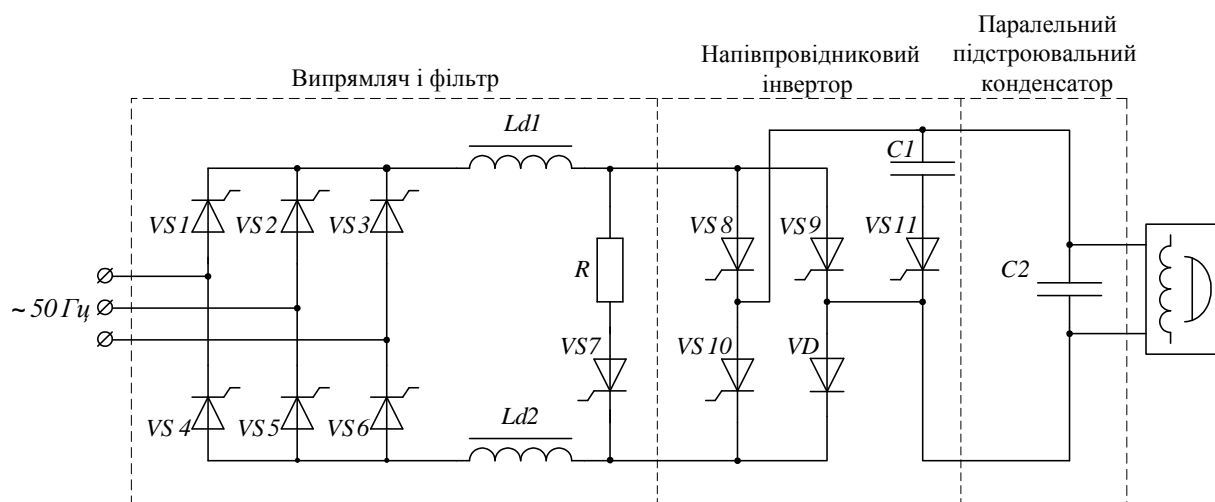 Паралельний
підстроювальний
конденсатор
Напівпровідниковий
інвертор
Випрямляч і фільтр
Ld1
C1
VS1
VS2
VS3
VS8
VS9
VS11
R
C2
~ 50 Гц
VS7
VS10
VD
Ld2
VS4
VS5
VS6